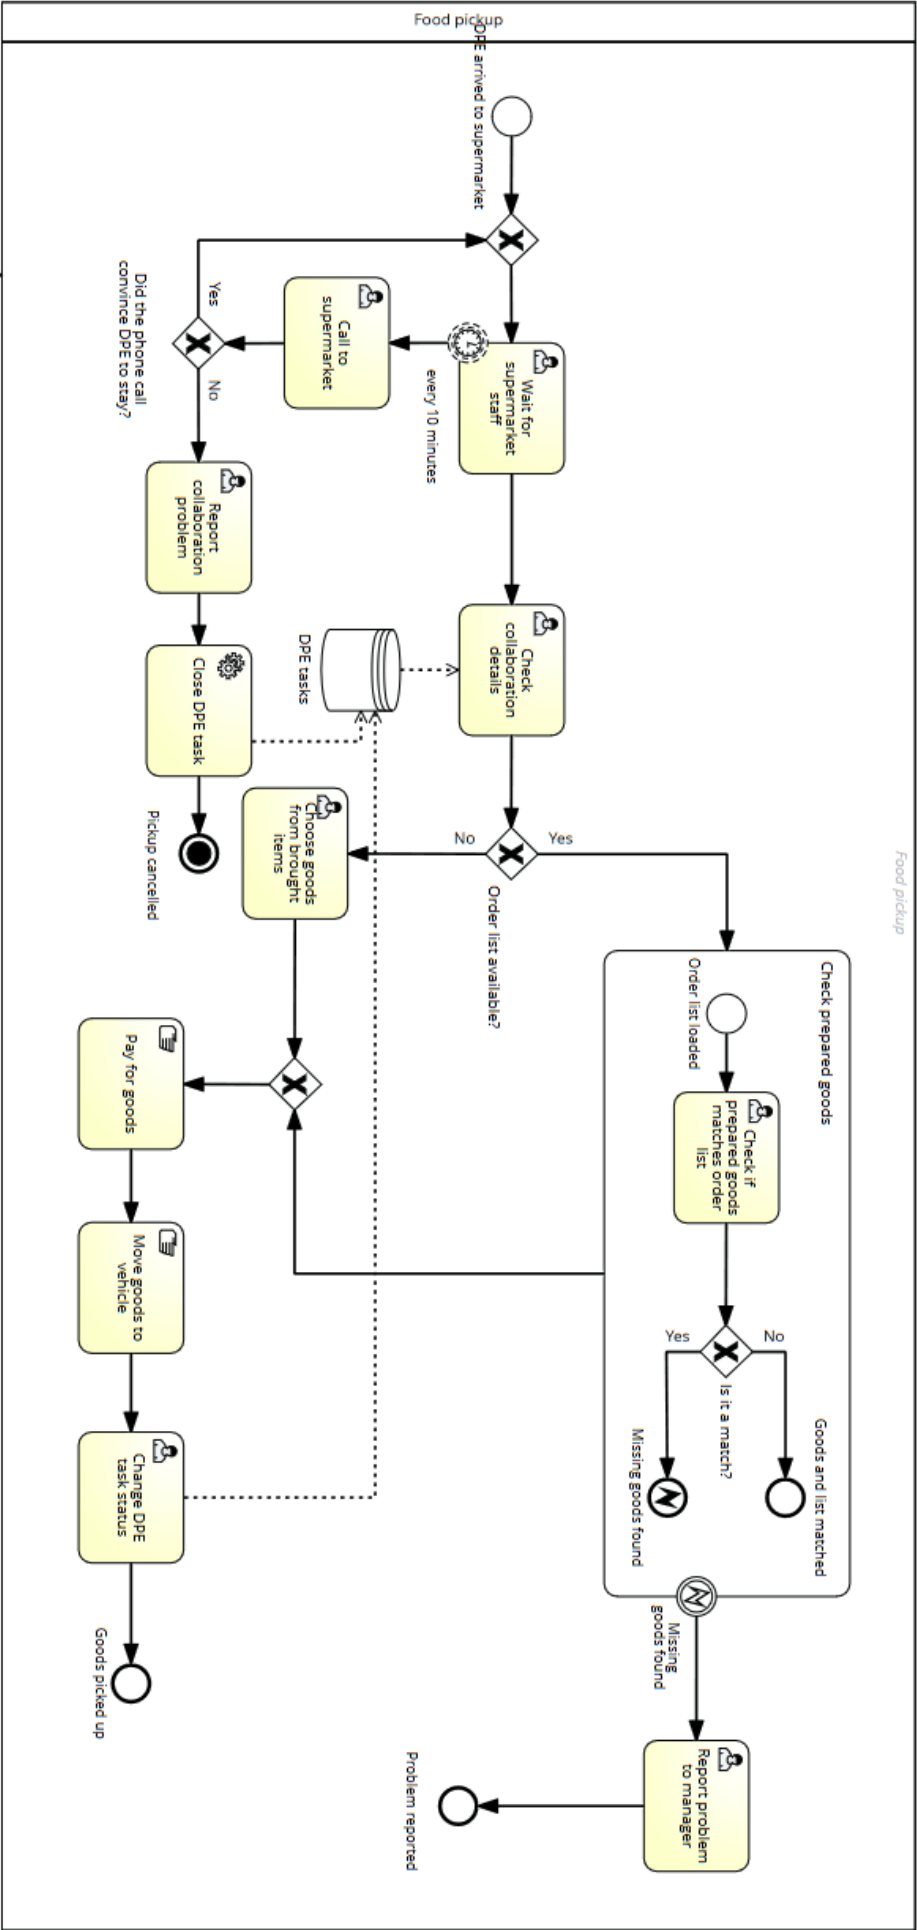 Food pickup
Food pickup
DPE arrived to supermarket
Wait for
supermarket
staff
every 10 minutes
Call to
supermarket
Did the phone call
convince DPE to stay?
Yes
No
Report
collaboration
problem
Close DPE task
Pickup cancelled
DPE tasks
Check
collaboration
details
Order list available?
Yes
No
Choose goods
from brought
items
Check prepared goods
Order list loaded
Check if
prepared goods
matches order
list
Is it a match?
No
Yes
Goods and list matched
Missing goods found
Missing
goods found
Report problem
to manager
Problem reported
Pay for goods
Move goods to
vehicle
Change DPE
task status
Goods picked up